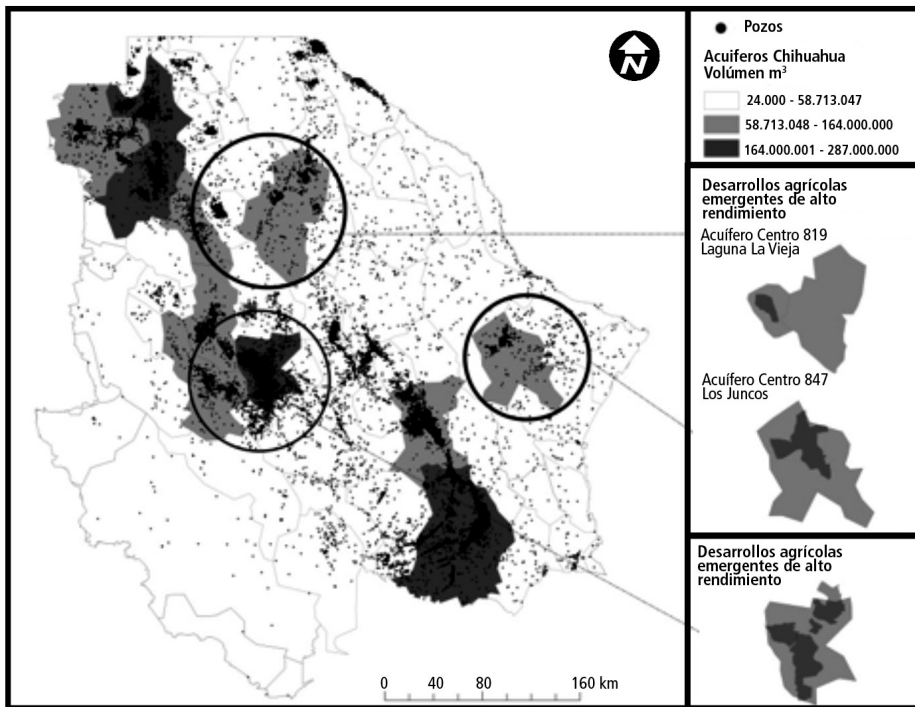 N
Pozos
Acuiferos Chihuahua
Volúmen m³
24.000 - 58.713.047
58.713.048 - 164.000.000
164.000.001 - 287.000.000
Desarrollos agrícolas
emergentes de alto
rendimiento
Acuífero Centro 819
Laguna La Vieja
Acuífero Centro 847
Los Juncos
Desarrollos agrícolas
emergentes de alto
rendimiento
0 40 80 120 160 km